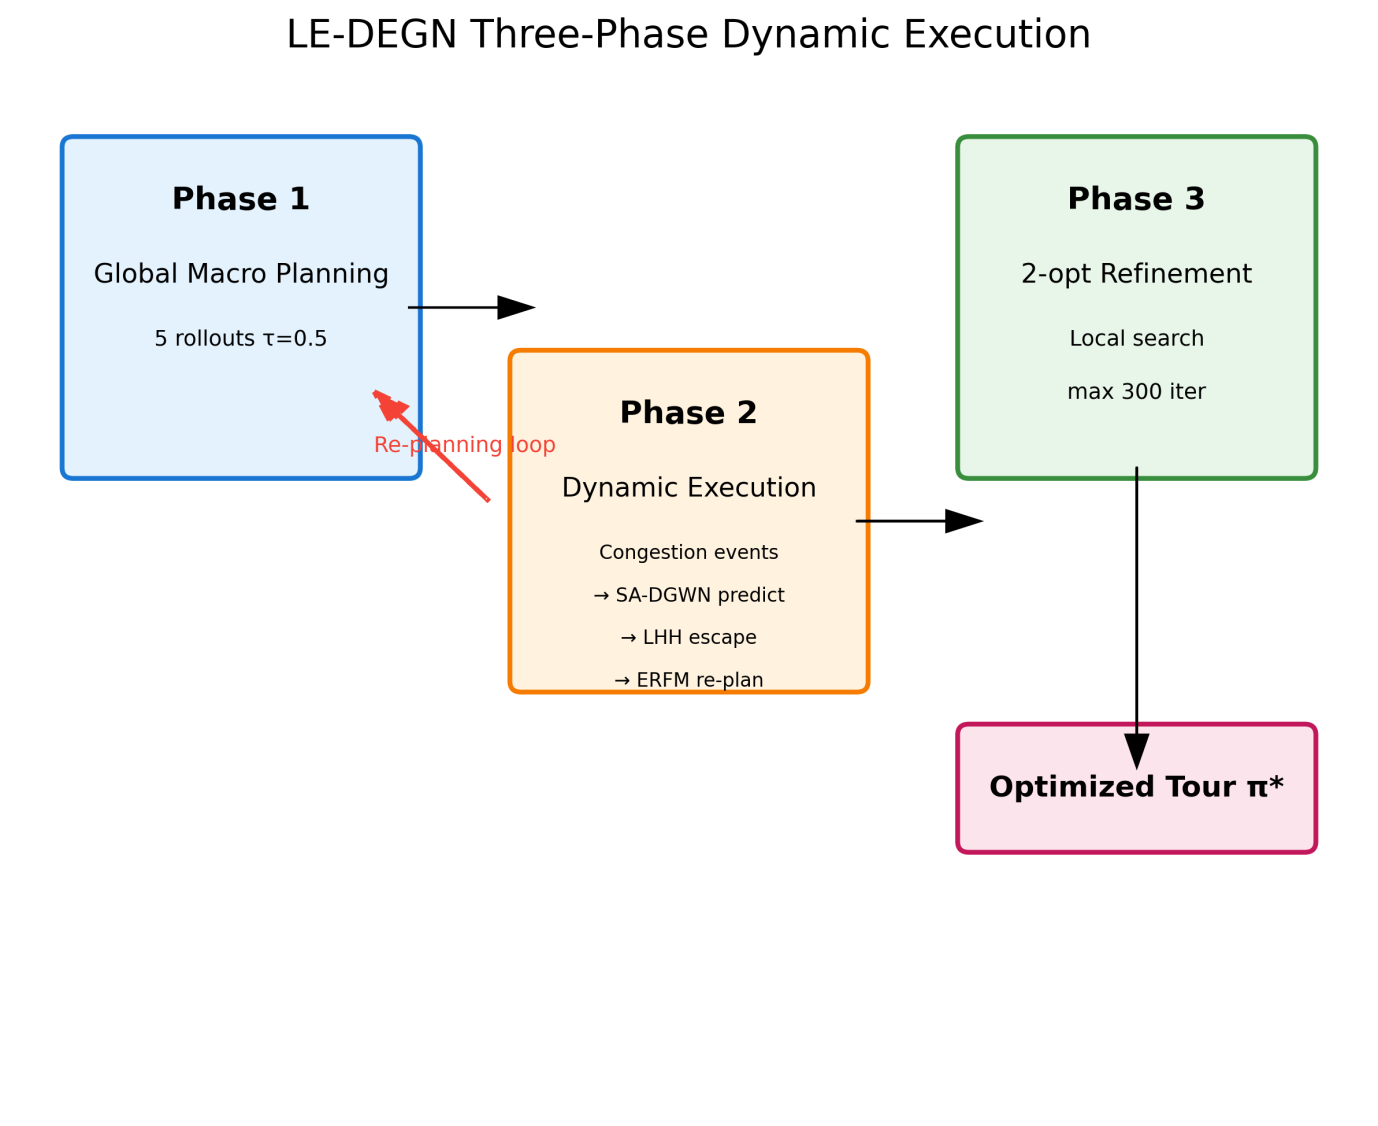 LE-DEGN Three-Phase Dynamic Execution
Phase 1
Global Macro Planning
5 rollouts τ=0.5
Re-planning loop
Phase 2
Dynamic Execution
Congestion events
→ SA-DGWN predict
→ LHH escape
→ ERFM re-plan
Phase 3
2-opt Refinement
Local search
max 300 iter
Optimized Tour π*